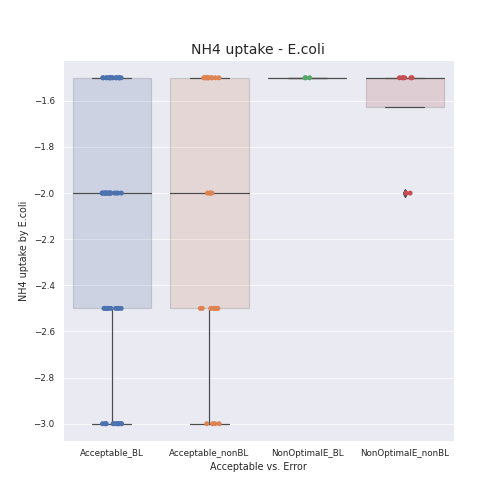 NH4 uptake - E.coli
−1.6
−1.8
−2.0
−2.2
−2.4
−2.6
−2.8
−3.0
NH4 uptake by E.coli
Acceptable_BL
Acceptable_nonBL
NonOptimalE_BL
NonOptimalE_nonBL
Acceptable vs. Error